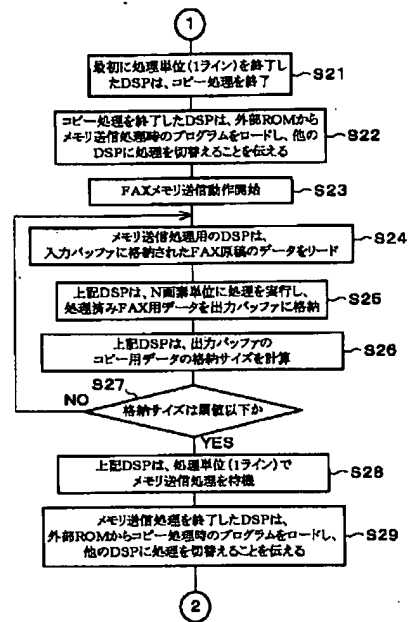 1
最初に処理単位(1ライン)を終了し
たDSPは、コピー処理を終了
S21
コピー処理を終了したDSPは、外部ROMから
メモリ送信処理時のプログラムをロードし、他の
DSPに処理を切替えることを伝える
S22
FAXメモリ送信動作開始
S23
メモリ送信処理用のDSPは、
入力バッファに格納されたFAX原稿のデータをリード
S24
上記DSPは、N画素単位に処理を実行し、
処理済みFAX用データを出力バッファに格納
S25
上記DSPは、出力バッファの
コピー用データの格納サイズを計算
S26
S27
NO
格納サイズは閾値以下か
YES
上記DSPは、処理単位(1ライン)で
メモリ送信処理を待機
S28
メモリ送信処理を終了したDSPは、
外部ROMからコピー処理時のプログラムをロードし、
他のDSPに処理を切替えることを伝える
S29
2